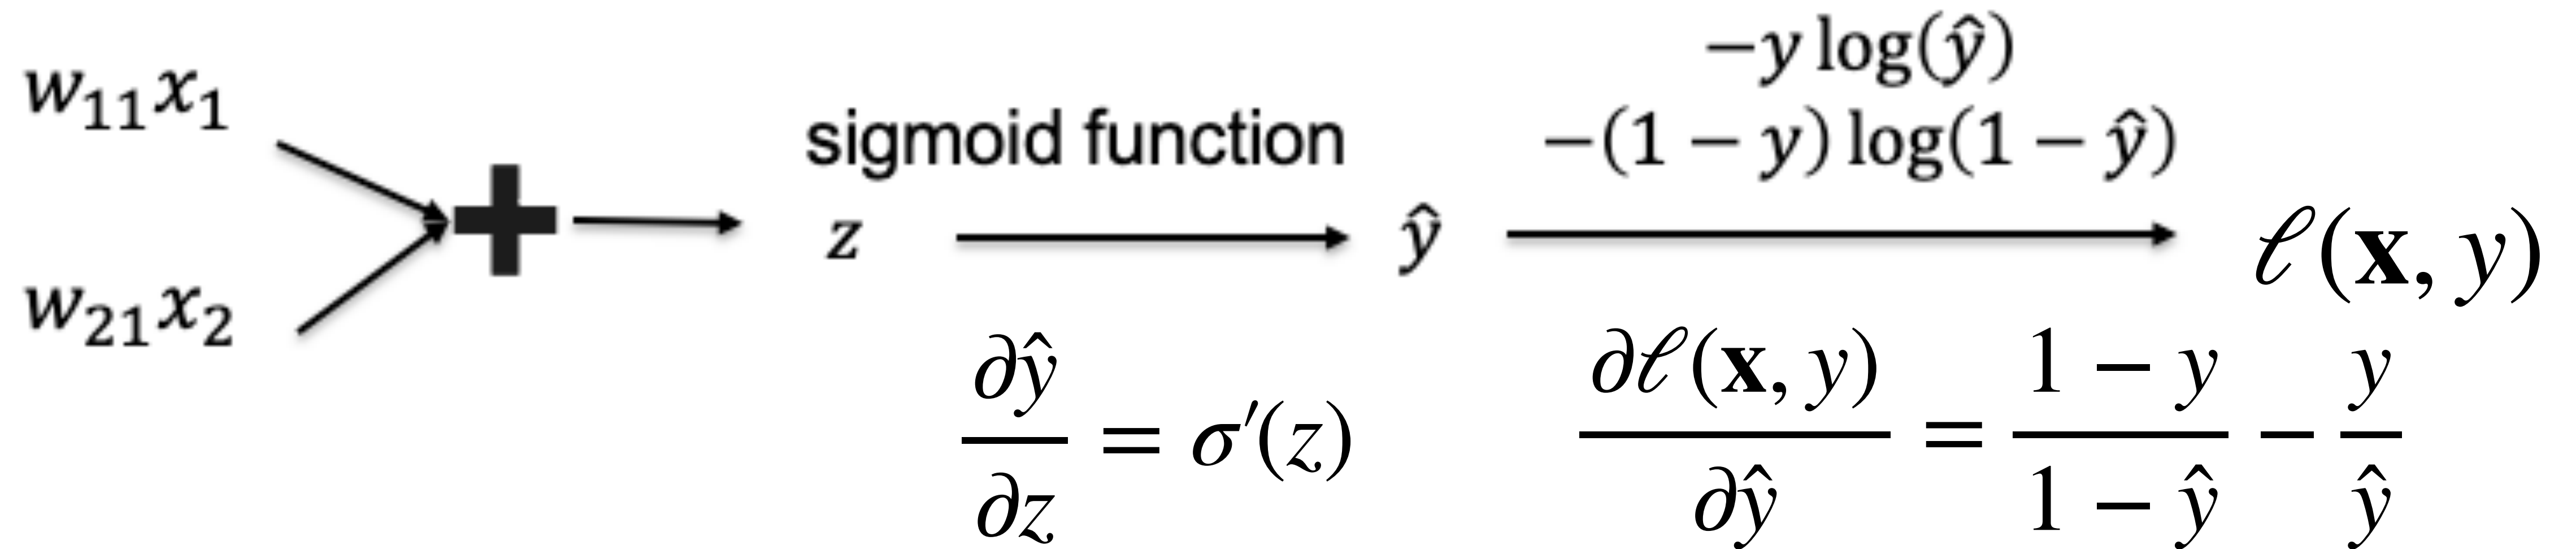 w₁₁x₁
w₂₁x₂
sigmoid function
z
ŷ
−y log(ŷ)
−(1 − y) log(1 − ŷ)
ℓ(𝐱, y)
∂ŷ/∂z = σ′(z)
∂ℓ(𝐱, y)/∂ŷ = (1 − y)/(1 − ŷ) − y/ŷ